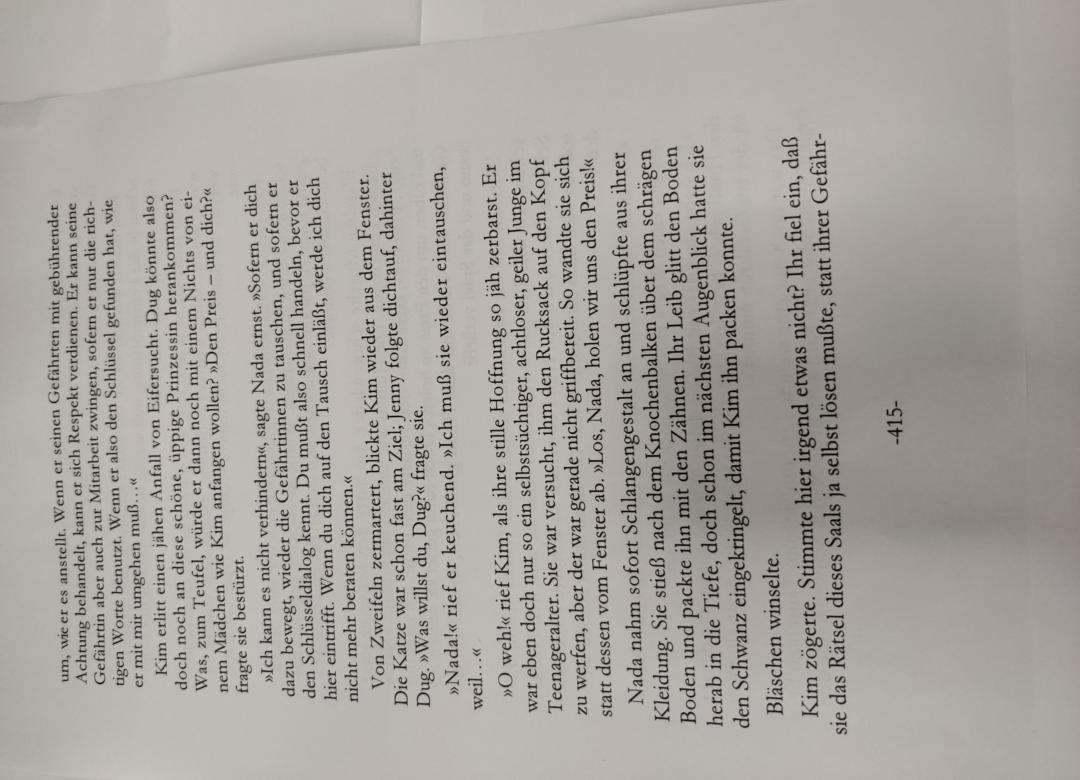 um, wie er es anstellt. Wenn er seinen Gefährten mit gebührender
Achtung behandelt, kann er sich Respekt verdienen. Er kann seine
Gefährtin aber auch zur Mitarbeit zwingen, sofern er nur die rich-
tigen Worte benutzt. Wenn er also den Schlüssel gefunden hat, wie
er mit mir umgehen muß…«
Kim erlitt einen jähen Anfall von Eifersucht. Dug könnte also
doch noch an diese schöne, üppige Prinzessin herankommen?
Was, zum Teufel, würde er dann noch mit einem Nichts von ei-
nem Mädchen wie Kim anfangen wollen? »Den Preis – und dich?«
fragte sie bestürzt.
»Ich kann es nicht verhindern«, sagte Nada ernst. »Sofern er dich
dazu bewegt, wieder die Gefährtinnen zu tauschen, und sofern er
den Schlüsseldialog kennt. Du mußt also schnell handeln, bevor er
hier eintrifft. Wenn du dich auf den Tausch einläßt, werde ich dich
nicht mehr beraten können.«
Von Zweifeln zermartert, blickte Kim wieder aus dem Fenster.
Die Katze war schon fast am Ziel; Jenny folgte dichtauf, dahinter
Dug. »Was willst du, Dug?« fragte sie.
»Nada!« rief er keuchend. »Ich muß sie wieder eintauschen,
weil…«
»O weh!« rief Kim, als ihre stille Hoffnung so jäh zerbarst. Er
war eben doch nur so ein selbstsüchtiger, achtloser, geiler Junge im
Teenageralter. Sie war versucht, ihm den Rucksack auf den Kopf
zu werfen, aber der war gerade nicht griffbereit. So wandte sie sich
statt dessen vom Fenster ab. »Los, Nada, holen wir uns den Preis!«
Nada nahm sofort Schlangengestalt an und schlüpfte aus ihrer
Kleidung. Sie stieß nach dem Knochenbalken über dem schrägen
Boden und packte ihn mit den Zähnen. Ihr Leib glitt den Boden
herab in die Tiefe, doch schon im nächsten Augenblick hatte sie
den Schwanz eingekringelt, damit Kim ihn packen konnte.
Bläschen winselte.
Kim zögerte. Stimmte hier irgend etwas nicht? Ihr fiel ein, daß
sie das Rätsel dieses Saals ja selbst lösen mußte, statt ihrer Gefähr-
-415-